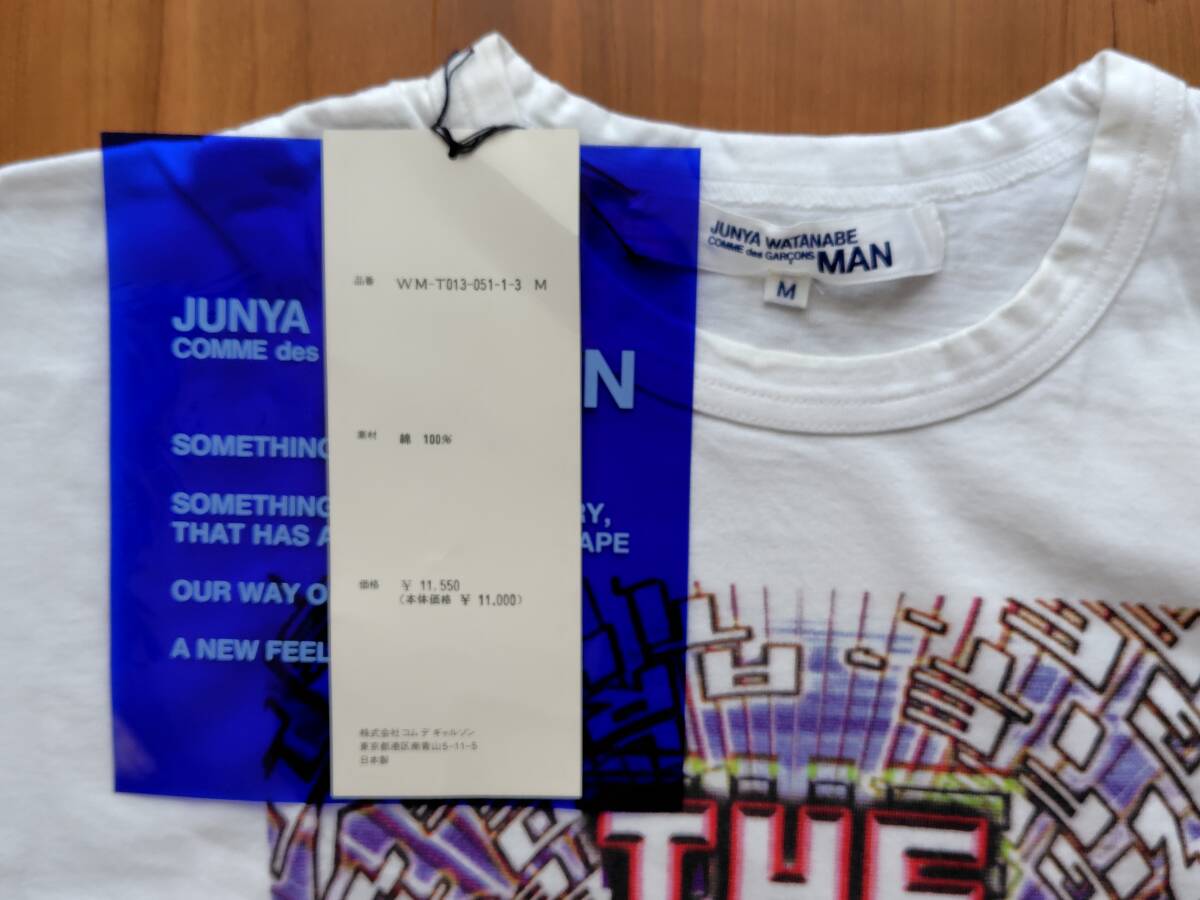 JUNYA
COMME des
N
SOMETHING
SOMETHING RY,
THAT HAS A APE
OUR WAY O
A NEW FEEL
品番 WM-T013-051-1-3 M
素材 綿 100%
価格 ¥ 11,550
(本体価格 ¥ 11,000)
株式会社コム デ ギャルソン
東京都港区南青山5-11-5
日本製
JUNYA WATANABE
COMME des GARÇONS MAN
M
THE